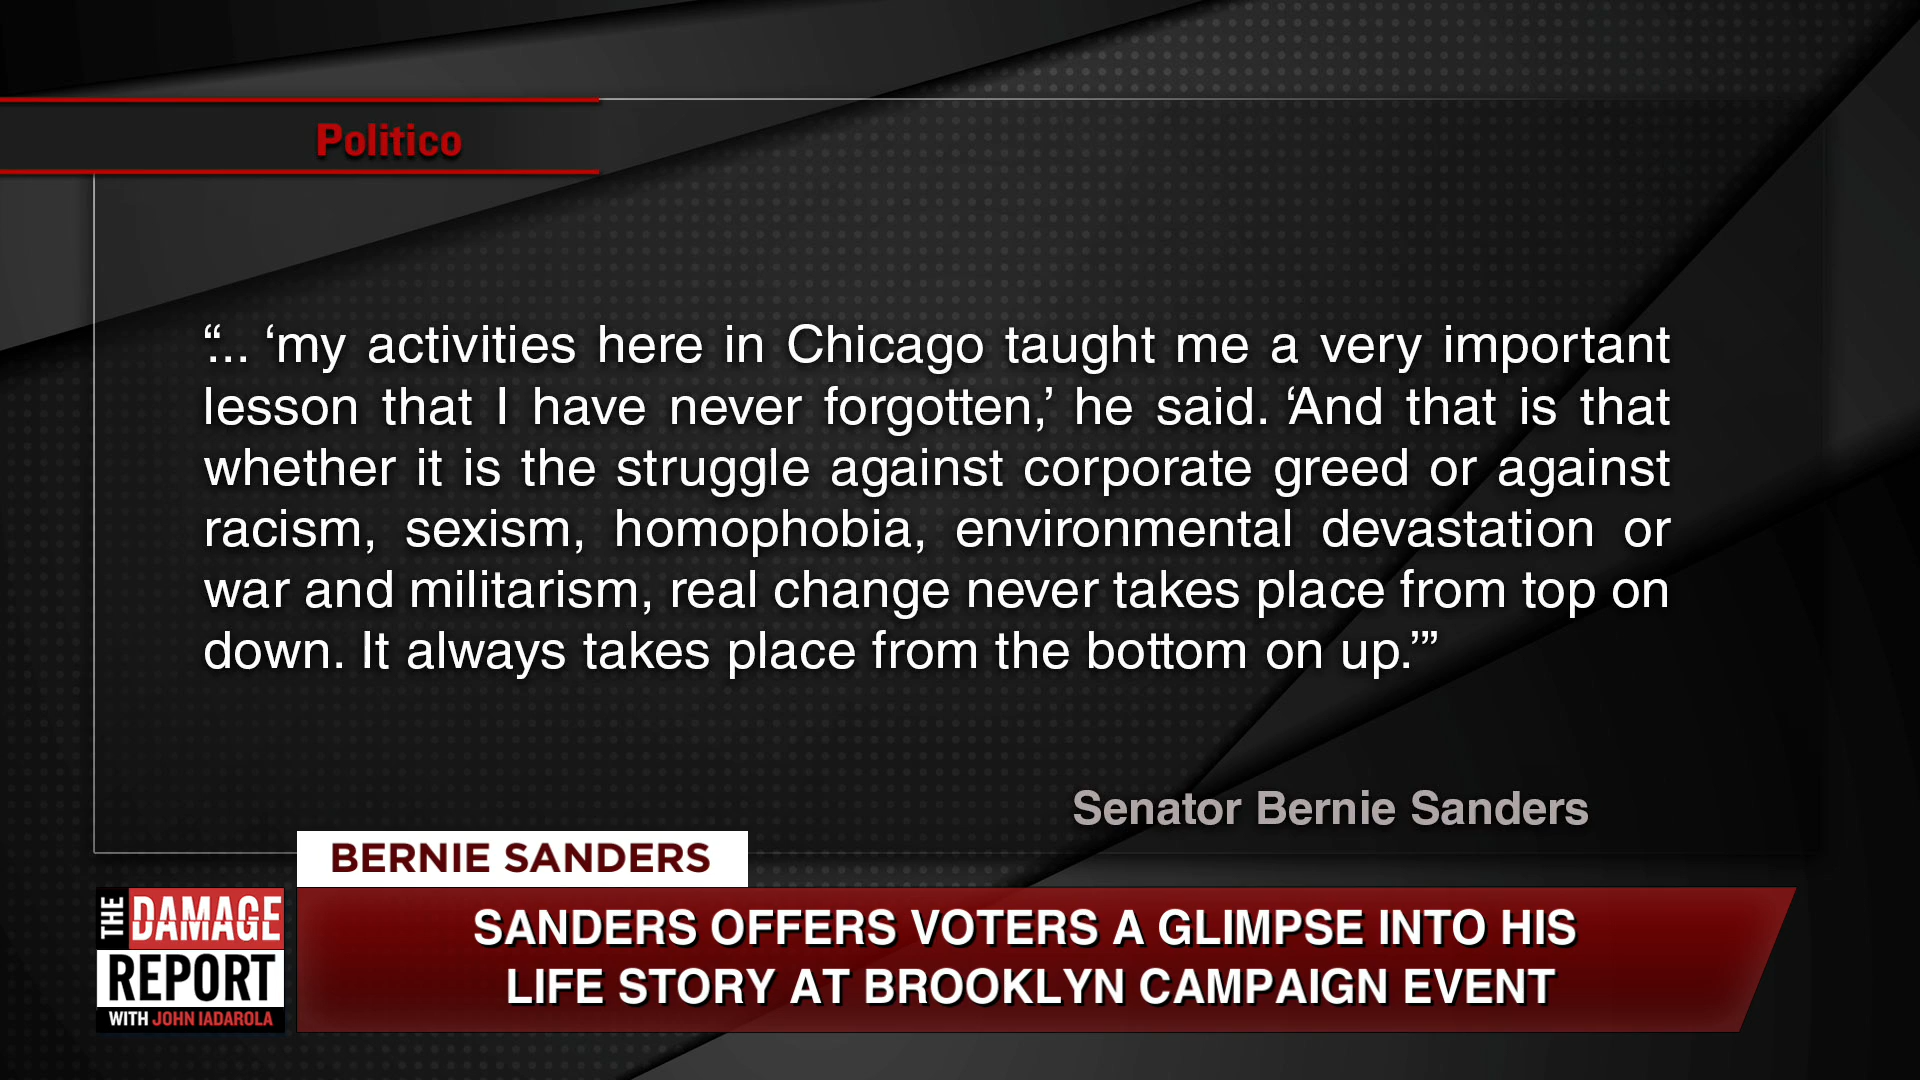 Politico
“... ‘my activities here in Chicago taught me a very important
lesson that I have never forgotten,’ he said. ‘And that is that
whether it is the struggle against corporate greed or against
racism, sexism, homophobia, environmental devastation or
war and militarism, real change never takes place from top on
down. It always takes place from the bottom on up.’”
Senator Bernie Sanders
BERNIE SANDERS
THE DAMAGE
REPORT
WITH JOHN IADAROLA
SANDERS OFFERS VOTERS A GLIMPSE INTO HIS
LIFE STORY AT BROOKLYN CAMPAIGN EVENT